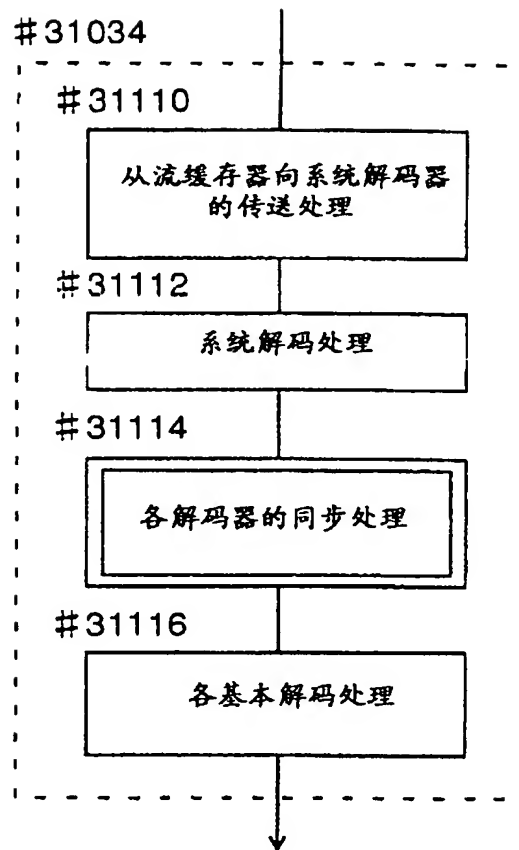 #31034
#31110
从流缓存器向系统解码器
的传送处理
#31112
系统解码处理
#31114
各解码器的同步处理
#31116
各基本解码处理